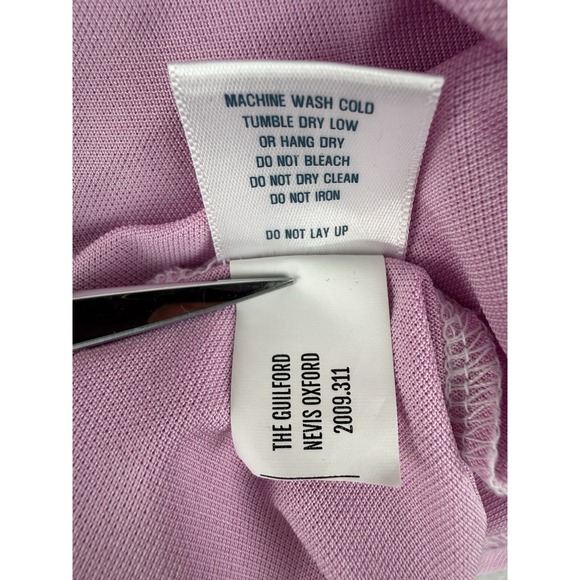 MACHINE WASH COLD
TUMBLE DRY LOW
OR HANG DRY
DO NOT BLEACH
DO NOT DRY CLEAN
DO NOT IRON
DO NOT LAY UP
THE GUILFORD
NEVIS OXFORD
2009.311